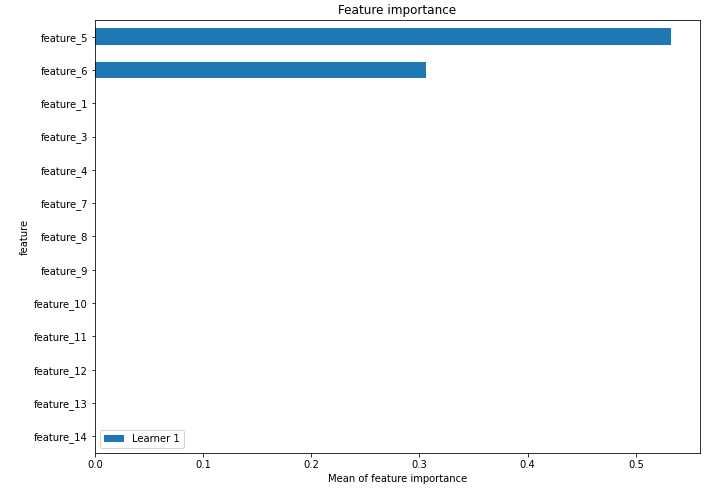 Feature importance
feature_5
feature_6
feature_1
feature_3
feature_4
feature_7
feature_8
feature_9
feature_10
feature_11
feature_12
feature_13
feature_14
feature
Learner 1
0.0 0.1 0.2 0.3 0.4 0.5
Mean of feature importance